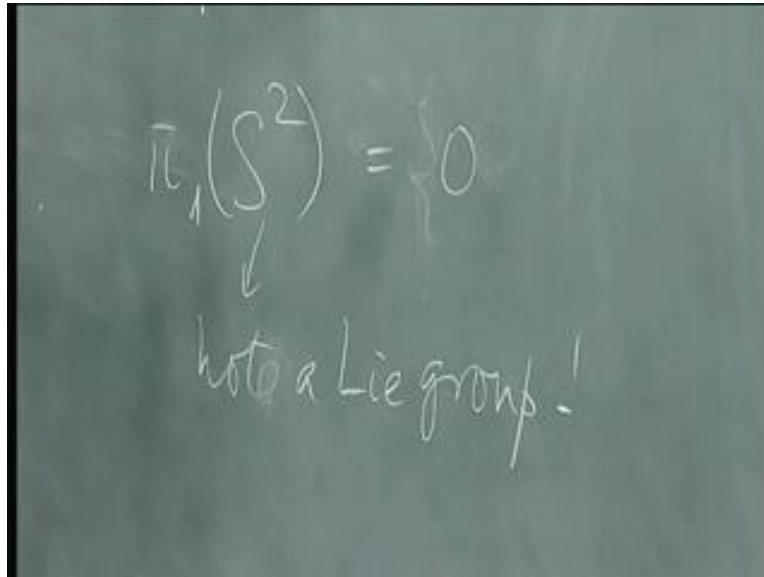 π₁(S²) = {0
not a Lie group!